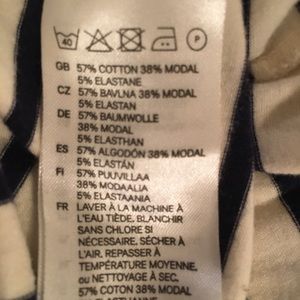 40 P
GB 57% COTTON 38% MODAL
5% ELASTANE
CZ 57% BAVLNA 38% MODAL
5% ELASTAN
DE 57% BAUMWOLLE
38% MODAL
5% ELASTHAN
ES 57% ALGODÓN 38% MODAL
5% ELASTÁN
FI 57% PUUVILLAA
38% MODAALIA
5% ELASTAANIA
FR LAVER À LA MACHINE À
L'EAU TIÈDE. BLANCHIR
SANS CHLORE SI
NÉCESSAIRE. SÉCHER À
L'AIR. REPASSER À
TEMPÉRATURE MOYENNE.
ou NETTOYAGE À SEC.
57% COTON 38% MODAL
5% ÉLASTHANNE